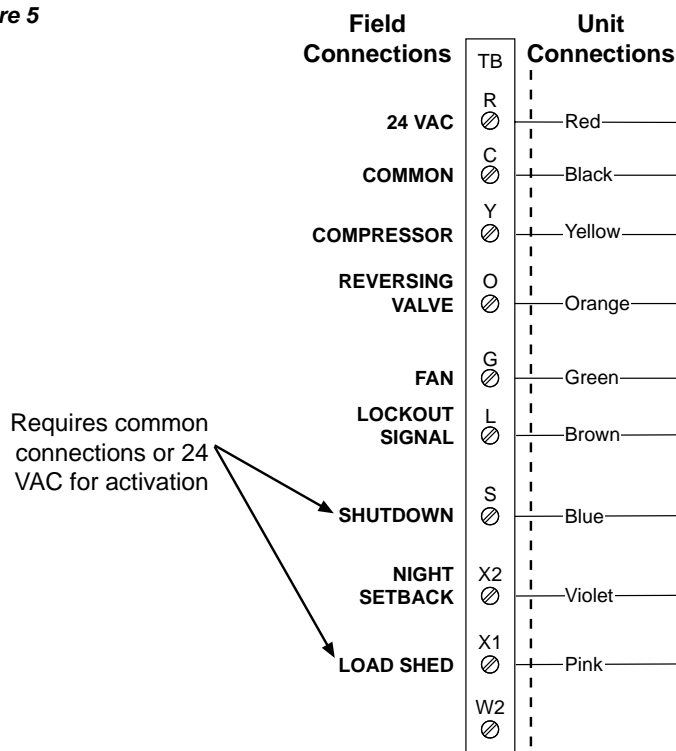 re 5
Field
Connections
TB
Unit
Connections
24 VAC
R
Red
COMMON
C
Black
COMPRESSOR
Y
Yellow
REVERSING
VALVE
O
Orange
FAN
G
Green
LOCKOUT
SIGNAL
L
Brown
Requires common
connections or 24
VAC for activation
SHUTDOWN
S
Blue
NIGHT
SETBACK
X2
Violet
LOAD SHED
X1
Pink
W2